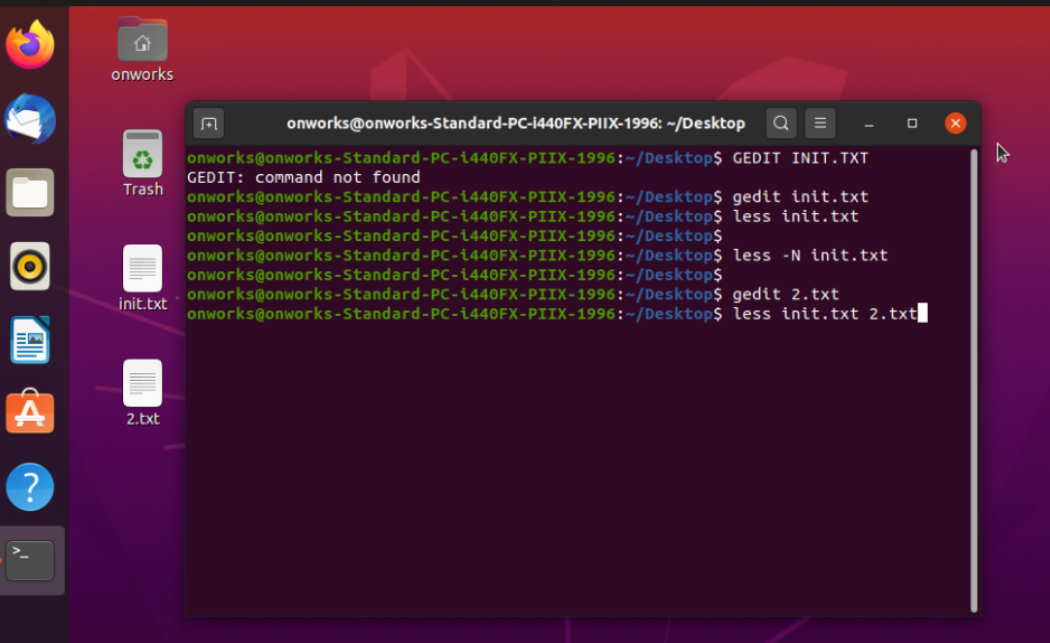 onworks
Trash
init.txt
2.txt
onworks@onworks-Standard-PC-i440FX-PIIX-1996: ~/Desktop
onworks@onworks-Standard-PC-i440FX-PIIX-1996:~/Desktop$ GEDIT INIT.TXT
GEDIT: command not found
onworks@onworks-Standard-PC-i440FX-PIIX-1996:~/Desktop$ gedit init.txt
onworks@onworks-Standard-PC-i440FX-PIIX-1996:~/Desktop$ less init.txt
onworks@onworks-Standard-PC-i440FX-PIIX-1996:~/Desktop$
onworks@onworks-Standard-PC-i440FX-PIIX-1996:~/Desktop$ less -N init.txt
onworks@onworks-Standard-PC-i440FX-PIIX-1996:~/Desktop$
onworks@onworks-Standard-PC-i440FX-PIIX-1996:~/Desktop$ gedit 2.txt
onworks@onworks-Standard-PC-i440FX-PIIX-1996:~/Desktop$ less init.txt 2.txt